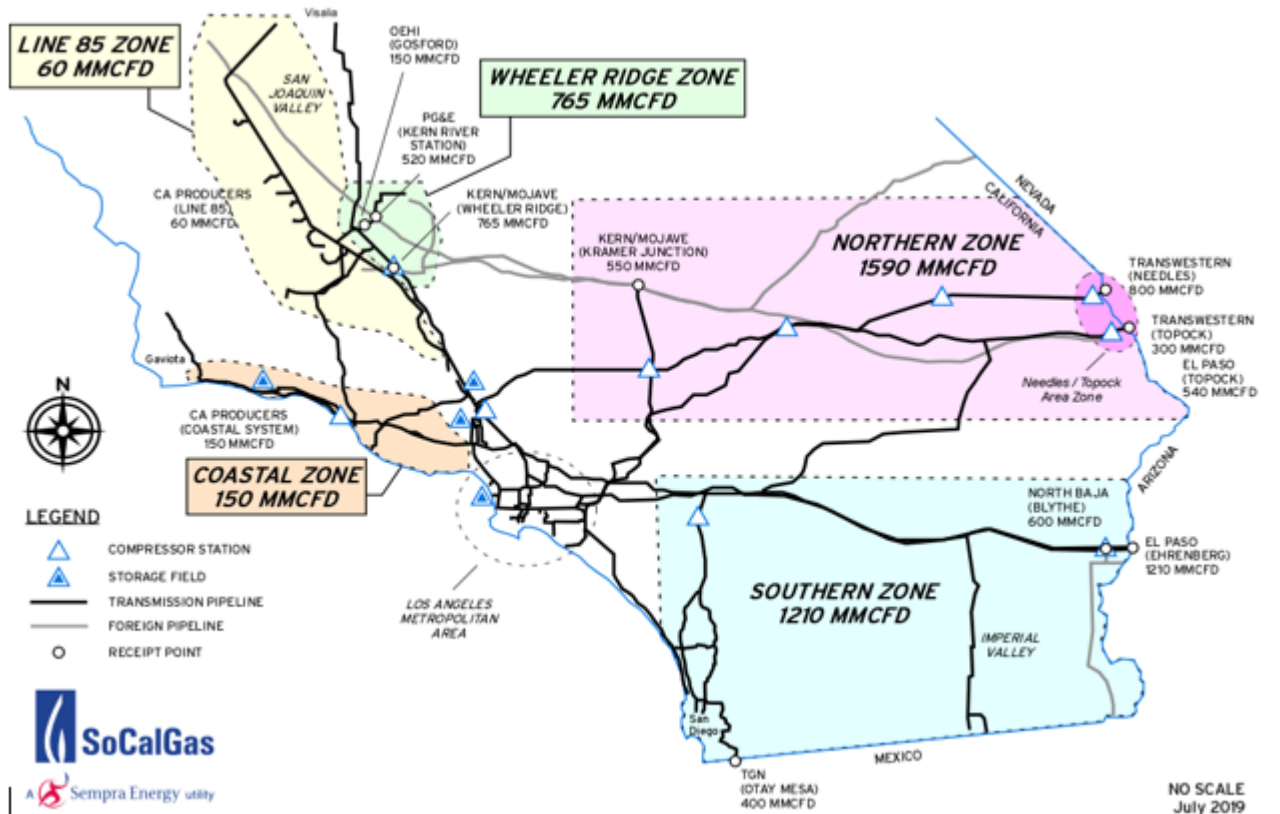 Visalia
OEHI
(GOSFORD)
150 MMCFD
LINE 85 ZONE
60 MMCFD
SAN
JOAQUIN
VALLEY
WHEELER RIDGE ZONE
765 MMCFD
PG&E
(KERN RIVER
STATION)
520 MMCFD
CA PRODUCERS
(LINE 85)
60 MMCFD
KERN/MOJAVE
(WHEELER RIDGE)
765 MMCFD
NEVADA
CALIFORNIA
KERN/MOJAVE
(KRAMER JUNCTION)
550 MMCFD
NORTHERN ZONE
1590 MMCFD
TRANSWESTERN
(NEEDLES)
800 MMCFD
TRANSWESTERN
(TOPOCK)
300 MMCFD
EL PASO
(TOPOCK)
540 MMCFD
Needles / Topock
Area Zone
Gaviota
N
CA PRODUCERS
(COASTAL SYSTEM)
150 MMCFD
COASTAL ZONE
150 MMCFD
ARIZONA
NORTH BAJA
(BLYTHE)
600 MMCFD
EL PASO
(EHRENBERG)
1210 MMCFD
LEGEND
COMPRESSOR STATION
STORAGE FIELD
TRANSMISSION PIPELINE
FOREIGN PIPELINE
RECEIPT POINT
LOS ANGELES
METROPOLITAN
AREA
SOUTHERN ZONE
1210 MMCFD
IMPERIAL
VALLEY
San
Diego
MEXICO
TGN
(OTAY MESA)
400 MMCFD
SoCalGas
A Sempra Energy utility
NO SCALE
July 2019